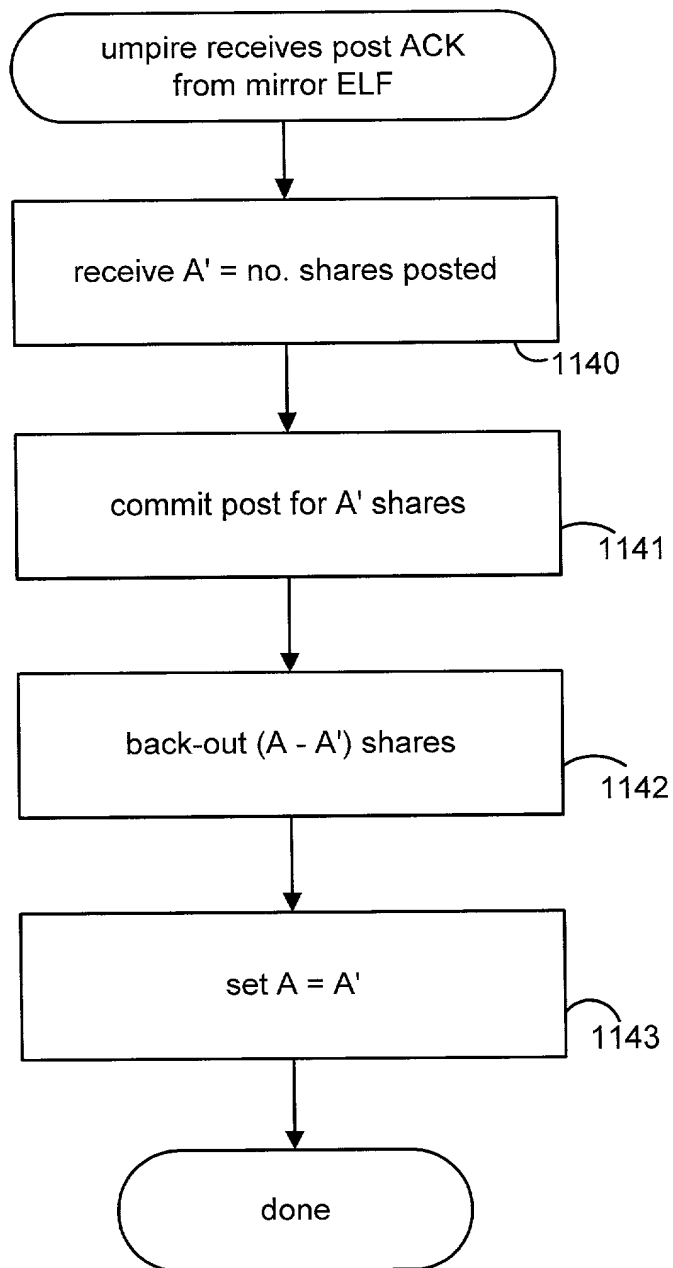 umpire receives post ACK
from mirror ELF
receive A' = no. shares posted
1140
commit post for A' shares
1141
back-out (A - A') shares
1142
set A = A'
1143
done